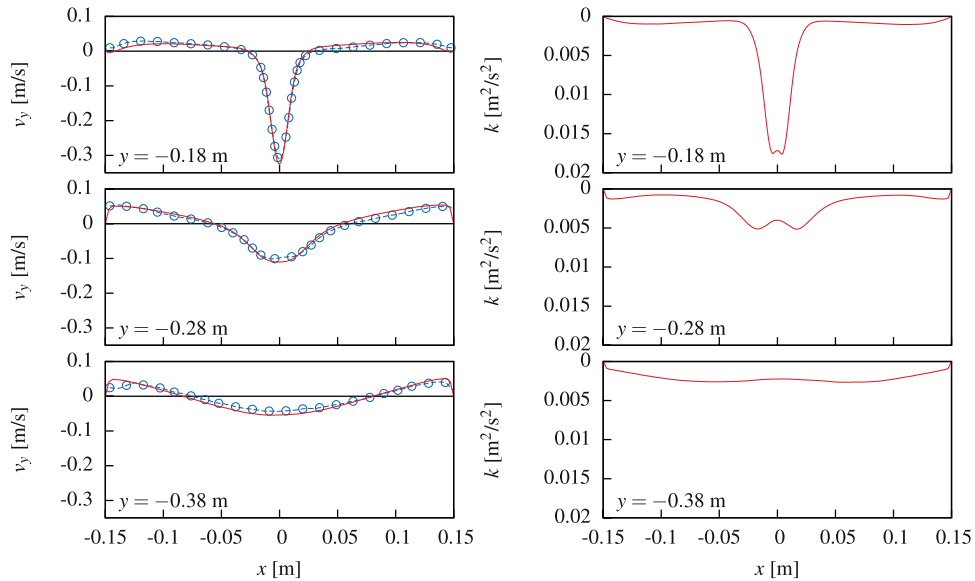 0.1
0
-0.1
-0.2
-0.3
v_y [m/s]
y = −0.18 m
0
0.005
0.01
0.015
0.02
k [m²/s²]
y = −0.18 m
0.1
0
-0.1
-0.2
-0.3
v_y [m/s]
y = −0.28 m
0
0.005
0.01
0.015
0.02
k [m²/s²]
y = −0.28 m
0.1
0
-0.1
-0.2
-0.3
v_y [m/s]
y = −0.38 m
0
0.005
0.01
0.015
0.02
k [m²/s²]
y = −0.38 m
-0.15 -0.1 -0.05 0 0.05 0.1 0.15
x [m]
-0.15 -0.1 -0.05 0 0.05 0.1 0.15
x [m]